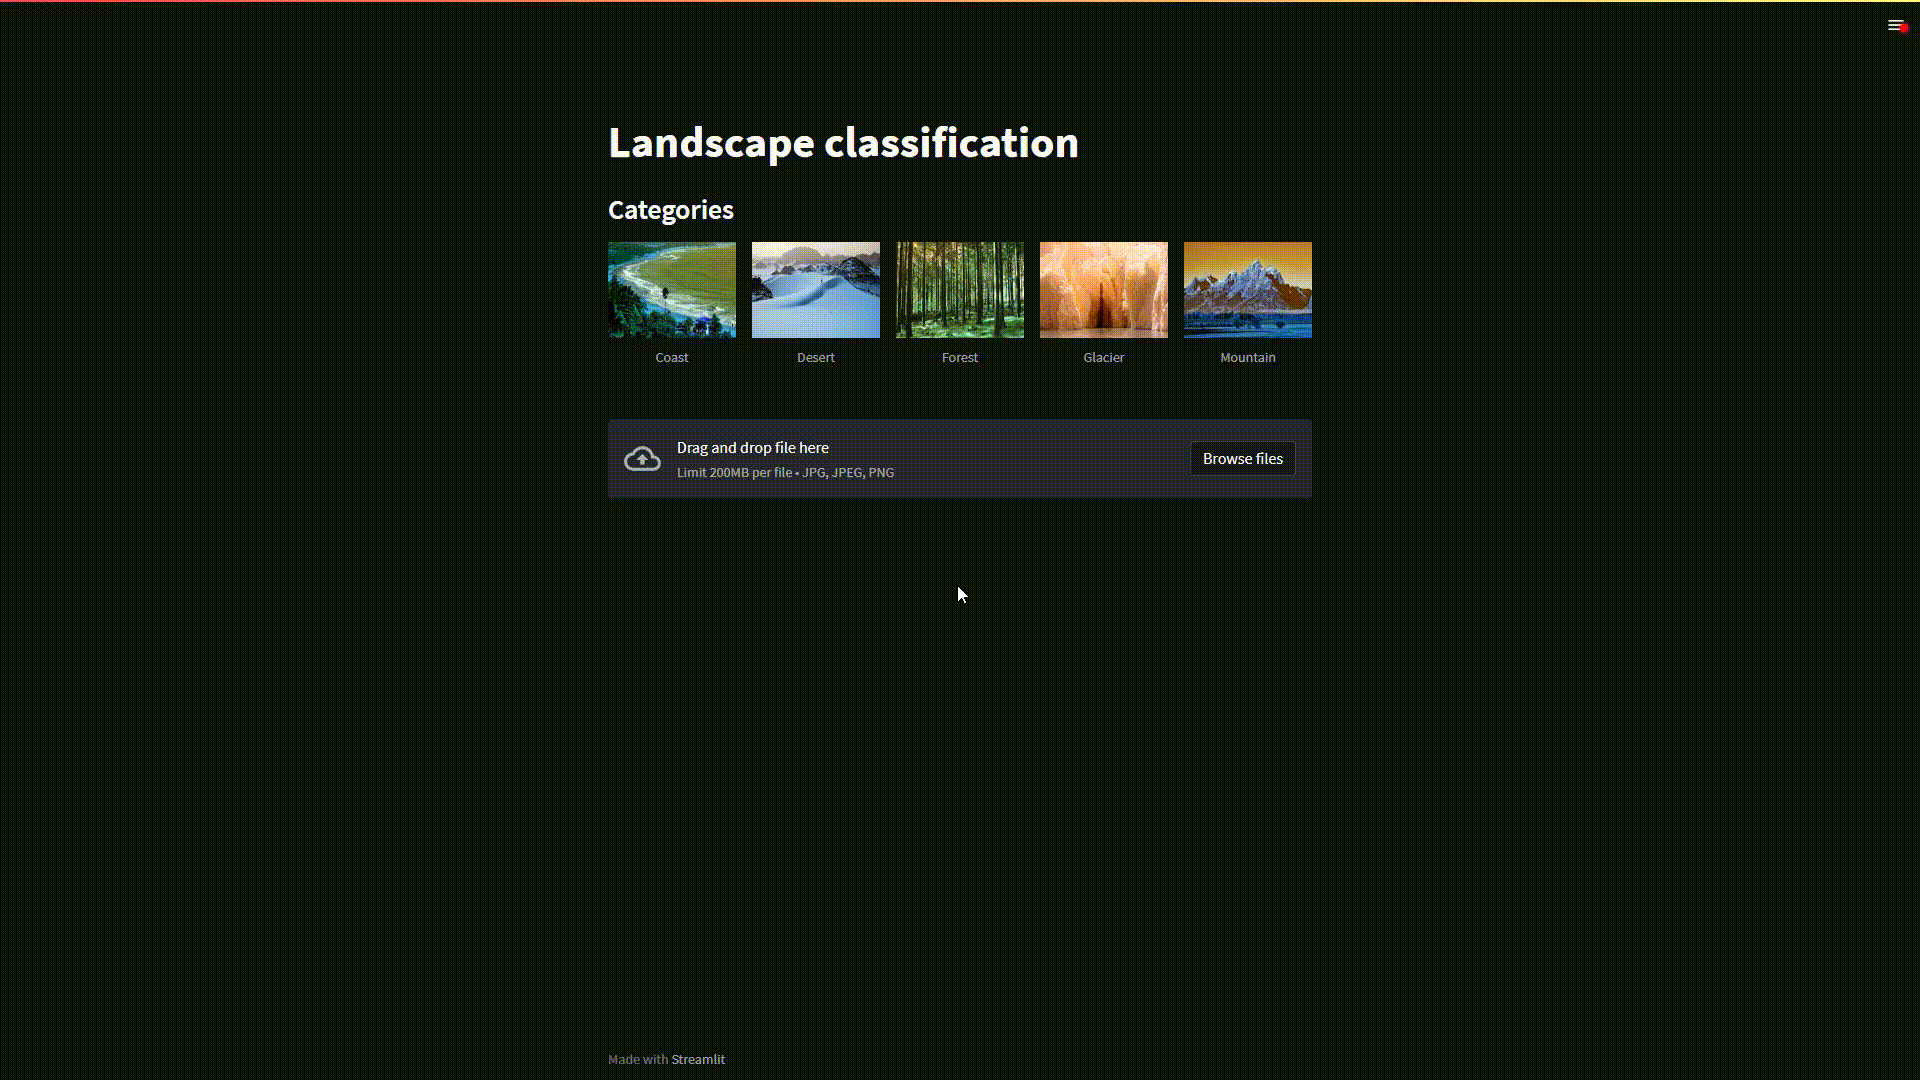 Landscape classification
Categories
Coast
Desert
Forest
Glacier
Mountain
Drag and drop file here
Limit 200MB per file • JPG, JPEG, PNG
Browse files
Made with Streamlit